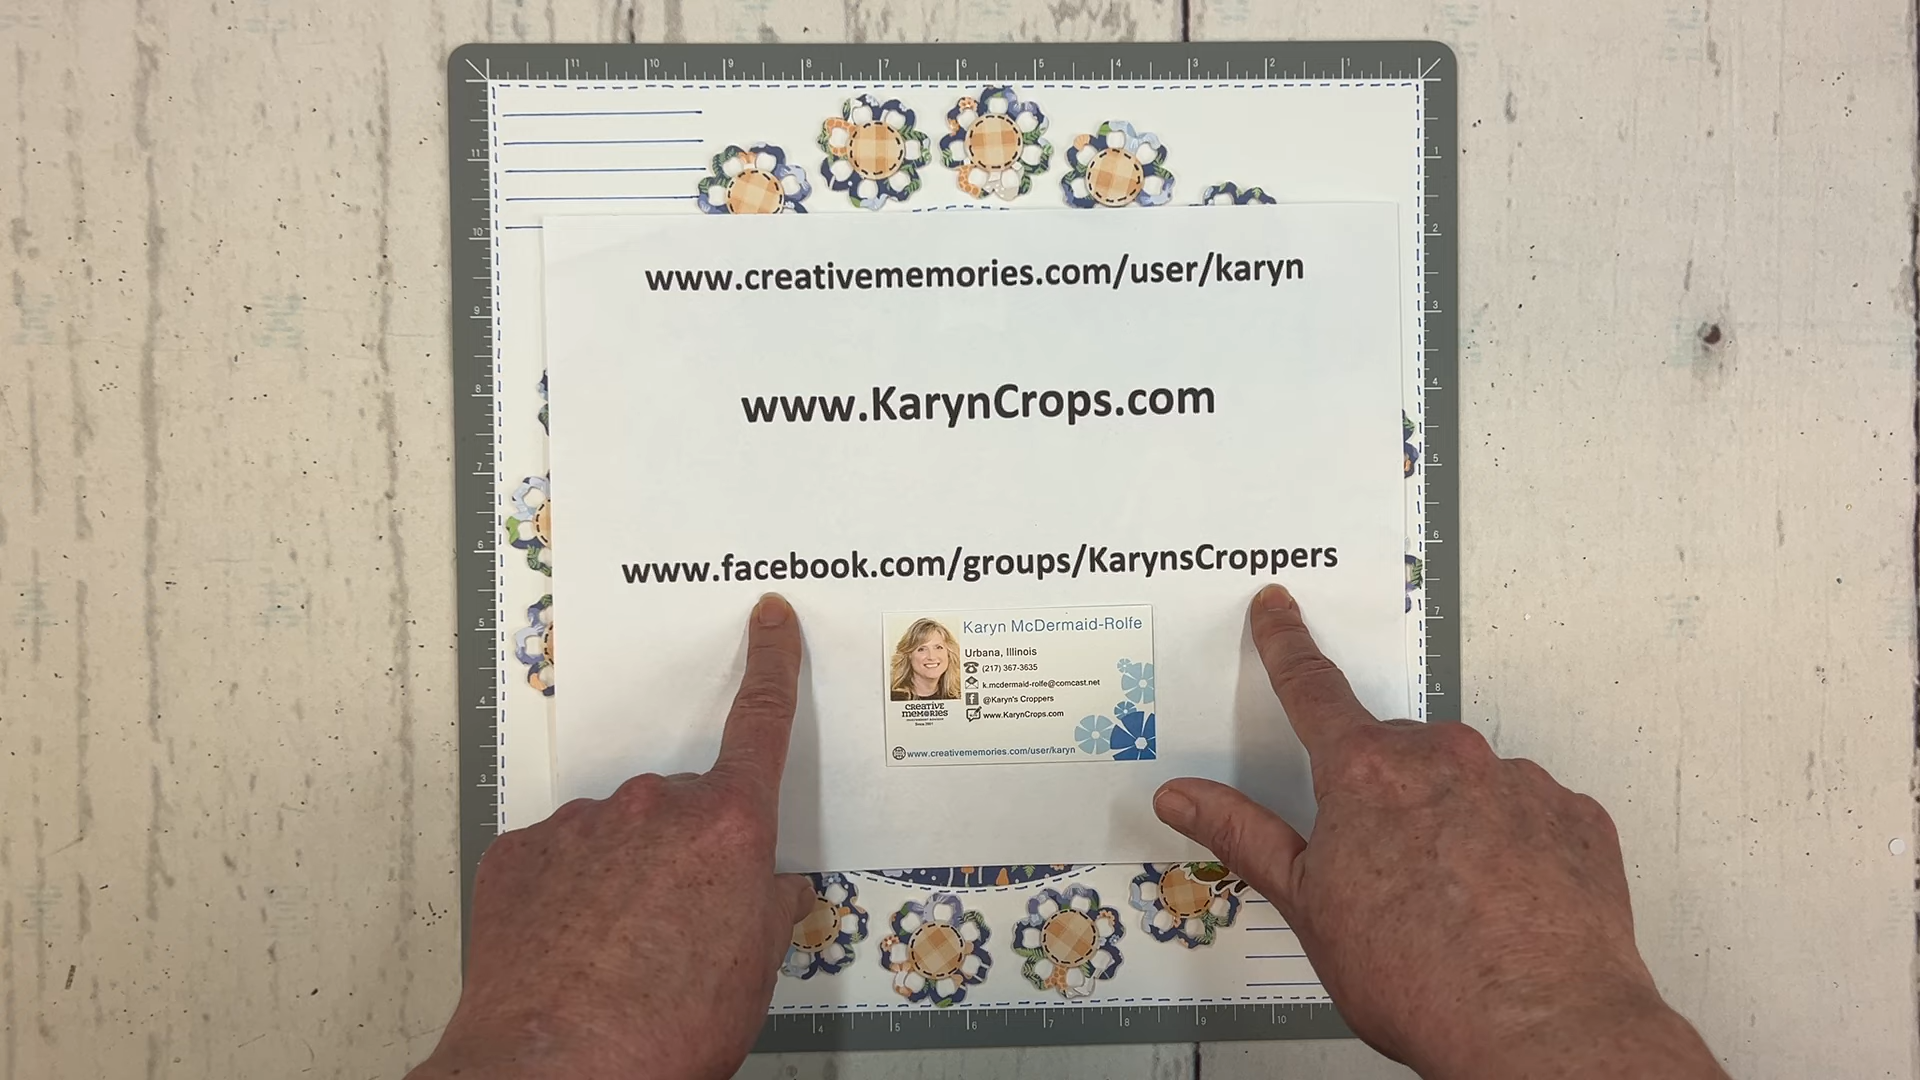 www.creativememories.com/user/karyn
www.KarynCrops.com
www.facebook.com/groups/KarynsCroppers
Karyn McDermaid-Rolfe
Urbana, Illinois
(217) 367-3635
k.mcdermaid-rolfe@comcast.net
@Karyn's Croppers
www.KarynCrops.com
CREATIVE
memories
www.creativememories.com/user/karyn